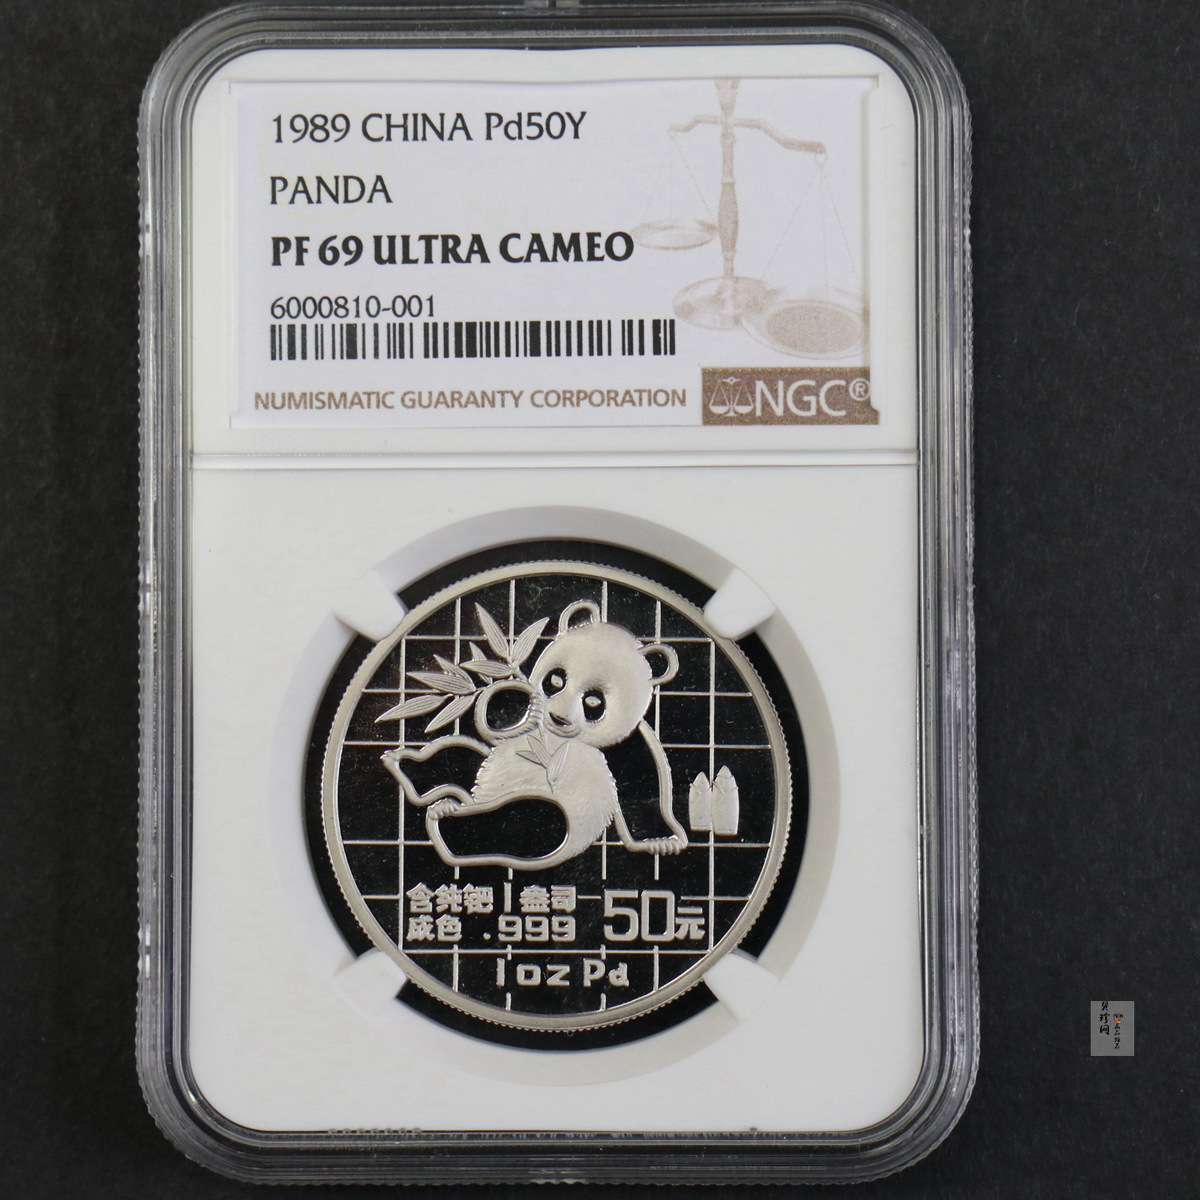 1989 CHINA Pd50Y
PANDA
PF 69 ULTRA CAMEO
6000810-001
NUMISMATIC GUARANTY CORPORATION
NGC®
含纯钯1盎司 50元
成色 .999
1oz Pd